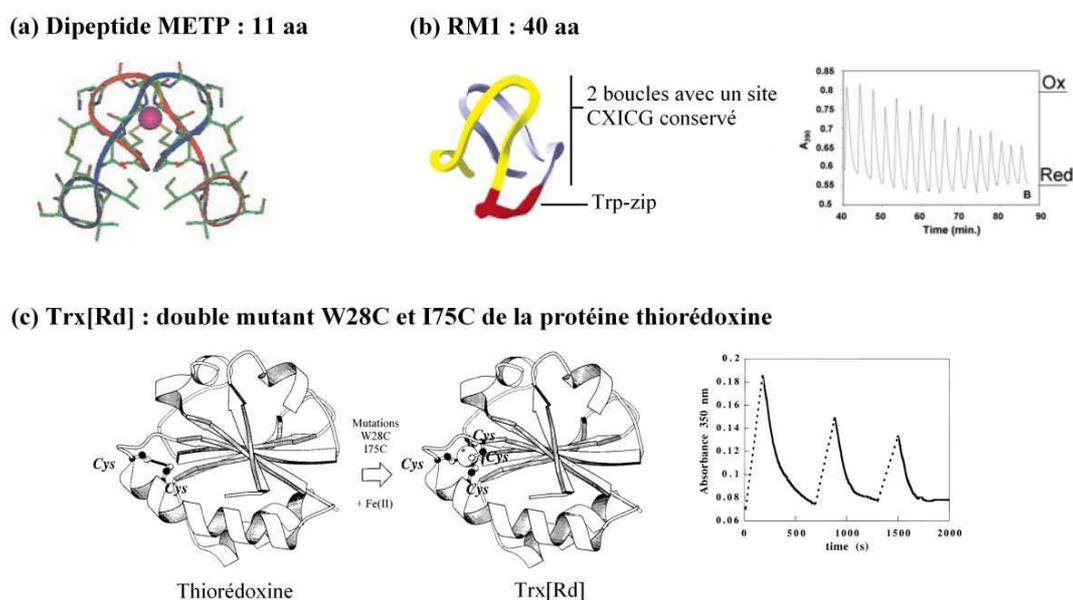 (a) Dipeptide METP : 11 aa
(b) RM1 : 40 aa
2 boucles avec un site
CXICG conservé
Trp-zip
0.85
0.8
0.75
0.7
0.65
0.6
0.55
0.5
A390
40 50 60 70 80 90
Time (min.)
B
Ox
Red
(c) Trx[Rd] : double mutant W28C et I75C de la protéine thiorédoxine
Cys
Cys
Thiorédoxine
Mutations
W28C
I75C
+ Fe(II)
Cys
Cys
Cys
Cys
Trx[Rd]
0.2
0.18
0.16
0.14
0.12
0.1
0.08
0.06
Absorbance 350 nm
0 500 1000 1500 2000
time (s)